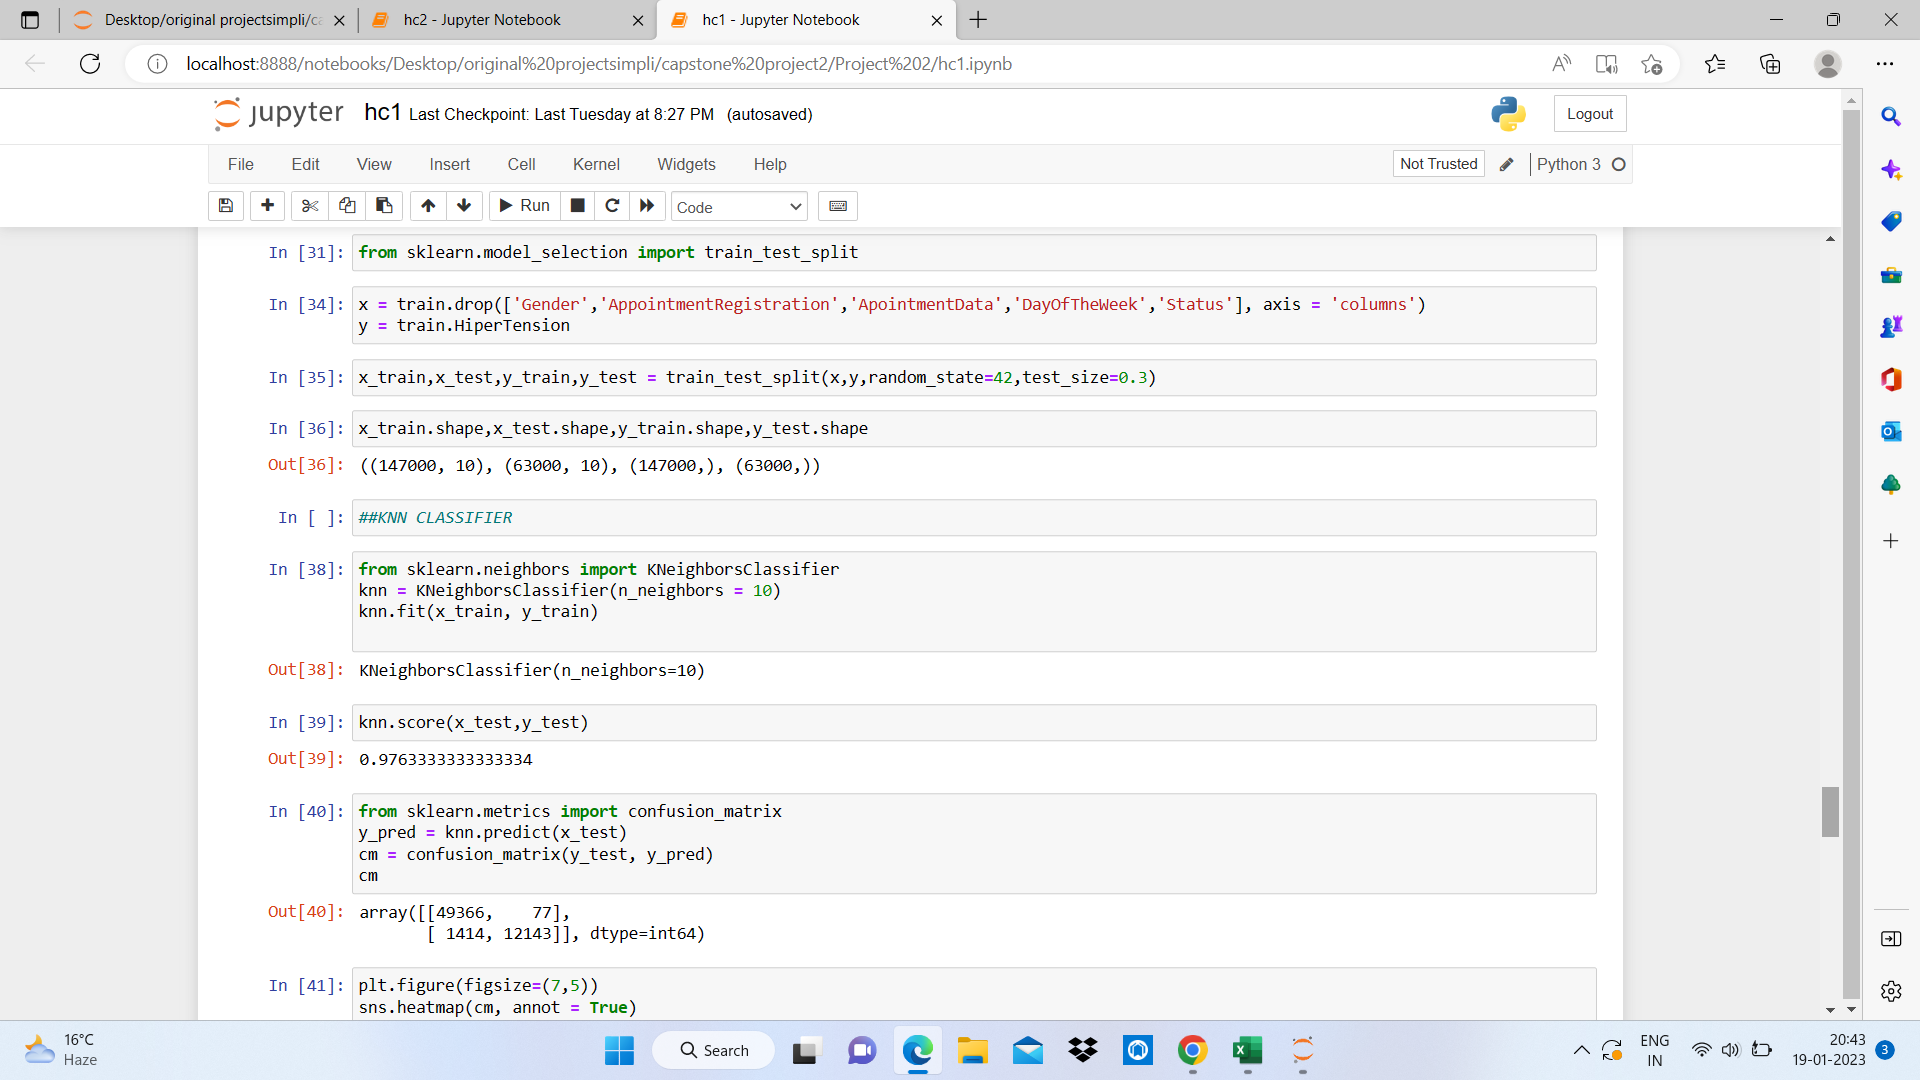 Desktop/original projectsimpli/ca
hc2 - Jupyter Notebook
hc1 - Jupyter Notebook
localhost:8888/notebooks/Desktop/original%20projectsimpli/capstone%20project2/Project%202/hc1.ipynb
jupyter hc1 Last Checkpoint: Last Tuesday at 8:27 PM (autosaved)
Logout
File Edit View Insert Cell Kernel Widgets Help
Not Trusted
Python 3
Run
Code
In [31]: from sklearn.model_selection import train_test_split
In [34]: x = train.drop(['Gender','AppointmentRegistration','ApointmentData','DayOfTheWeek','Status'], axis = 'columns')
y = train.HiperTension
In [35]: x_train,x_test,y_train,y_test = train_test_split(x,y,random_state=42,test_size=0.3)
In [36]: x_train.shape,x_test.shape,y_train.shape,y_test.shape
Out[36]: ((147000, 10), (63000, 10), (147000,), (63000,))
In [ ]: ##KNN CLASSIFIER
In [38]: from sklearn.neighbors import KNeighborsClassifier
knn = KNeighborsClassifier(n_neighbors = 10)
knn.fit(x_train, y_train)
Out[38]: KNeighborsClassifier(n_neighbors=10)
In [39]: knn.score(x_test,y_test)
Out[39]: 0.9763333333333334
In [40]: from sklearn.metrics import confusion_matrix
y_pred = knn.predict(x_test)
cm = confusion_matrix(y_test, y_pred)
cm
Out[40]: array([[49366, 77],
[ 1414, 12143]], dtype=int64)
In [41]: plt.figure(figsize=(7,5))
sns.heatmap(cm, annot = True)
16°C
Haze
Search
ENG
IN
20:43
19-01-2023
3